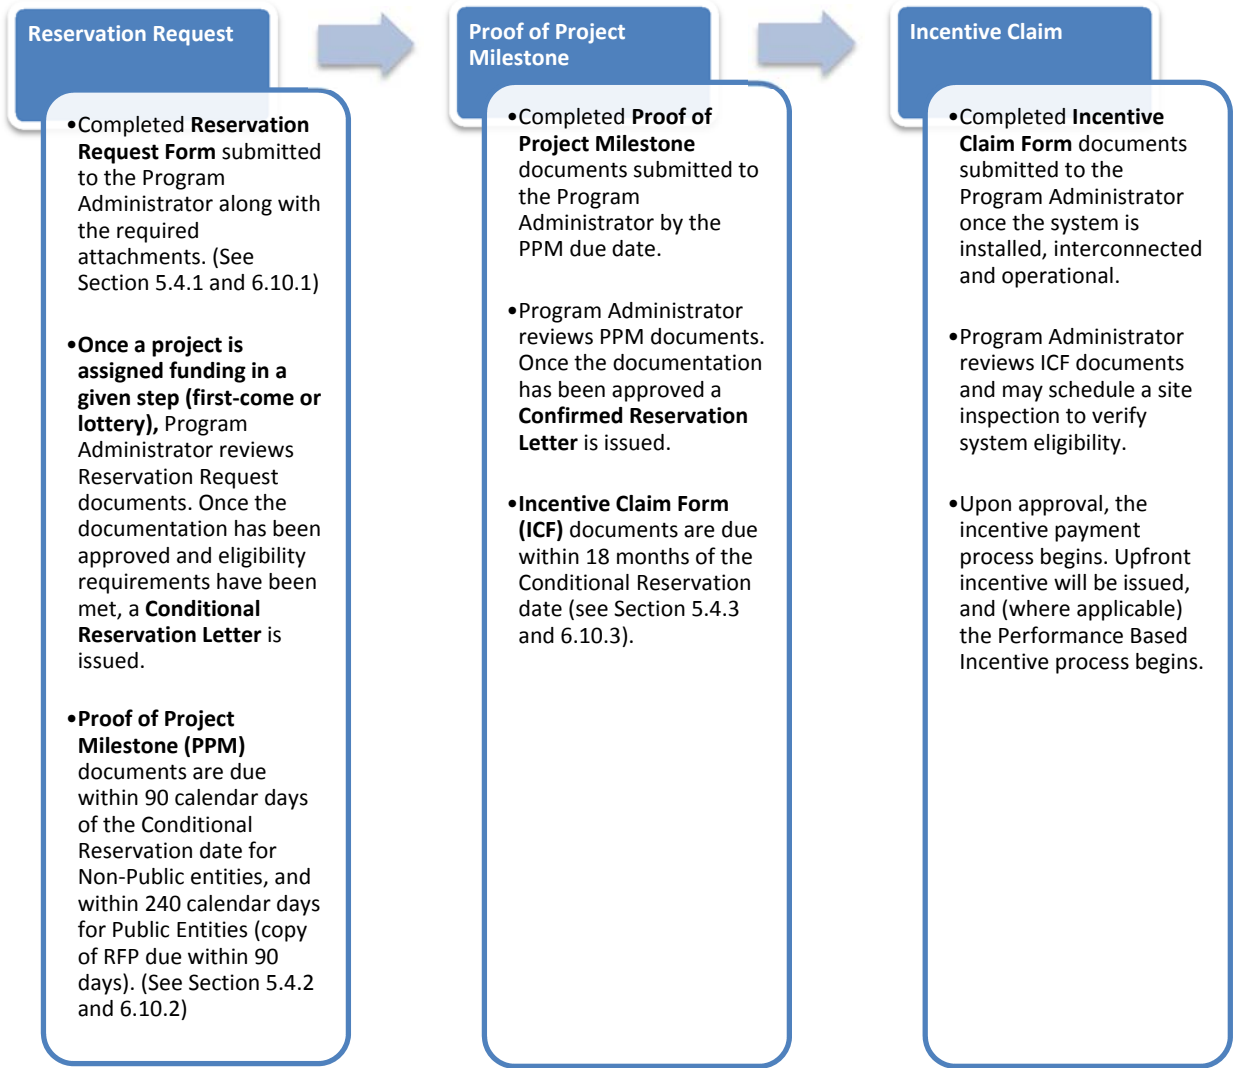 Reservation Request
•Completed Reservation
Request Form submitted
to the Program
Administrator along with
the required
attachments. (See
Section 5.4.1 and 6.10.1)
•Once a project is
assigned funding in a
given step (first-come or
lottery), Program
Administrator reviews
Reservation Request
documents. Once the
documentation has been
approved and eligibility
requirements have been
met, a Conditional
Reservation Letter is
issued.
•Proof of Project
Milestone (PPM)
documents are due
within 90 calendar days
of the Conditional
Reservation date for
Non-Public entities, and
within 240 calendar days
for Public Entities (copy
of RFP due within 90
days). (See Section 5.4.2
and 6.10.2)
Proof of Project
Milestone
•Completed Proof of
Project Milestone
documents submitted to
the Program
Administrator by the
PPM due date.
•Program Administrator
reviews PPM documents.
Once the documentation
has been approved a
Confirmed Reservation
Letter is issued.
•Incentive Claim Form
(ICF) documents are due
within 18 months of the
Conditional Reservation
date (see Section 5.4.3
and 6.10.3).
Incentive Claim
•Completed Incentive
Claim Form documents
submitted to the
Program Administrator
once the system is
installed, interconnected
and operational.
•Program Administrator
reviews ICF documents
and may schedule a site
inspection to verify
system eligibility.
•Upon approval, the
incentive payment
process begins. Upfront
incentive will be issued,
and (where applicable)
the Performance Based
Incentive process begins.